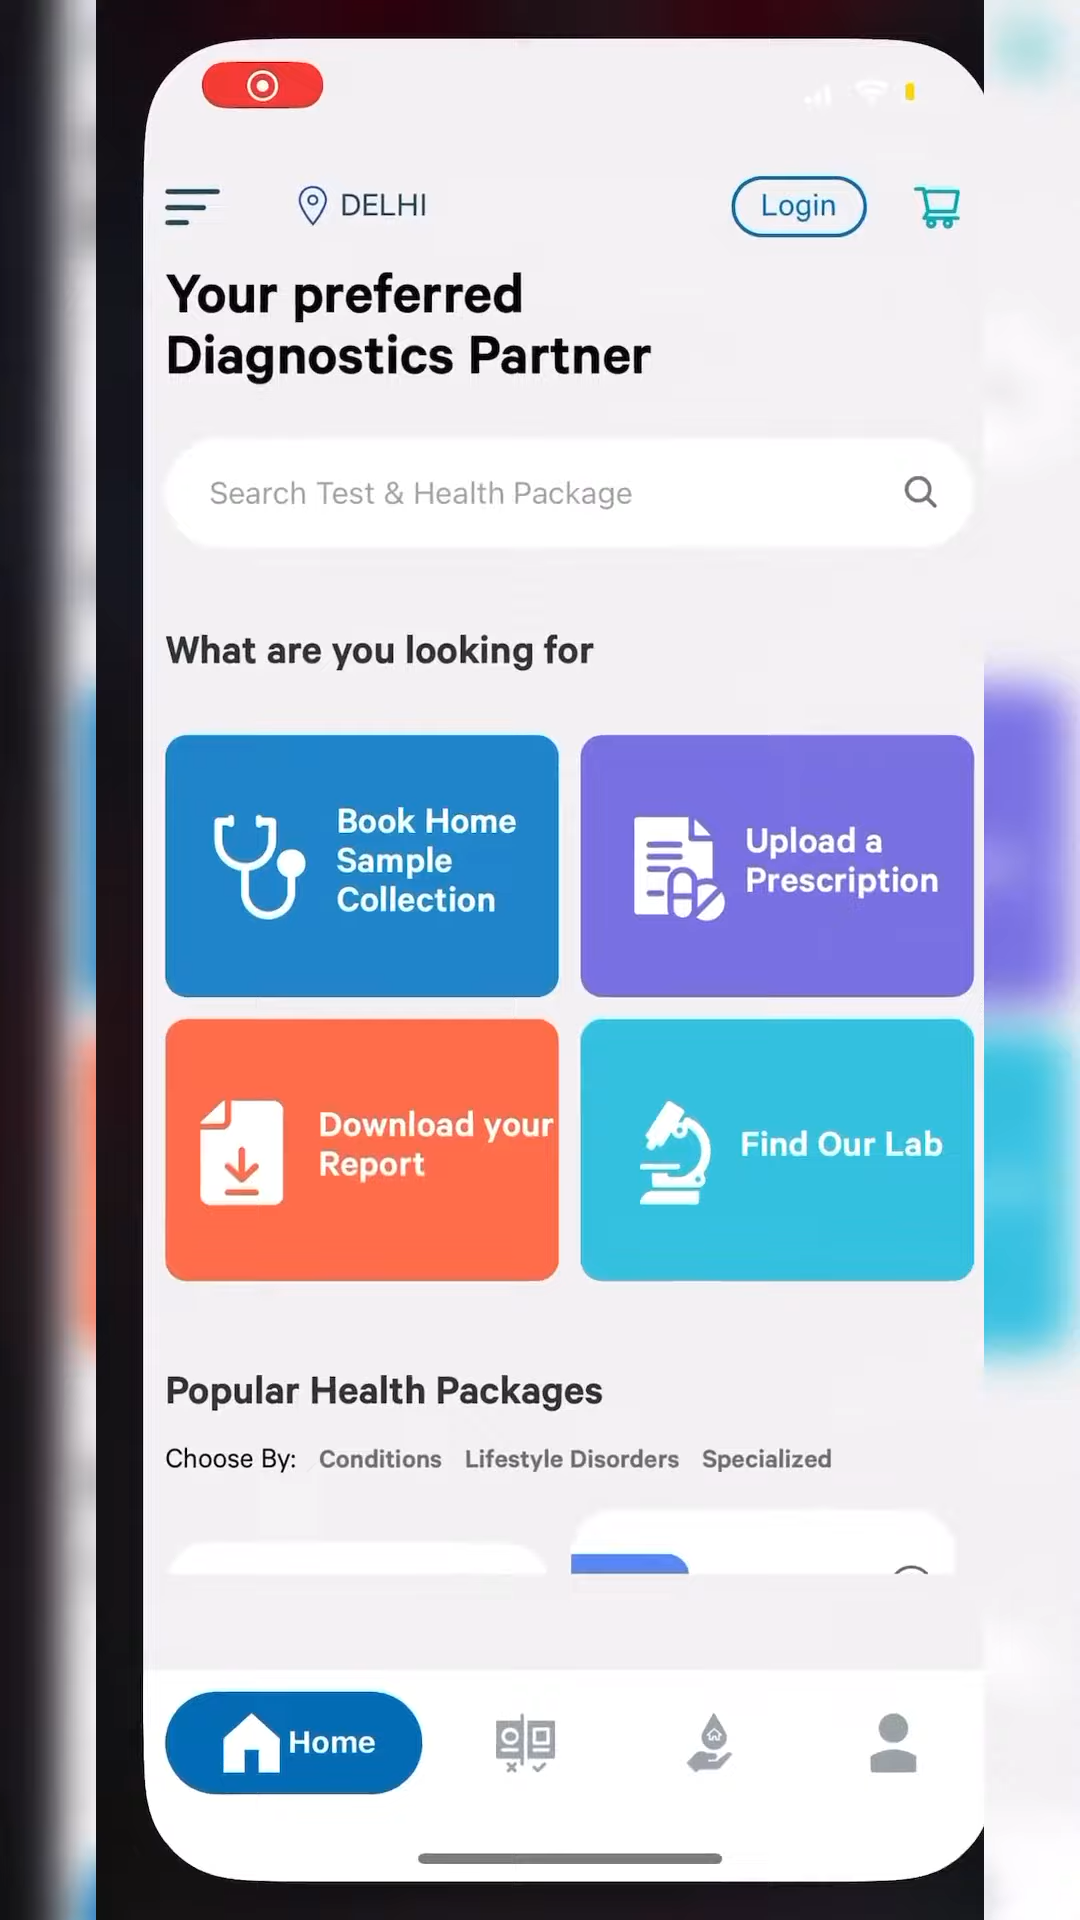 DELHI
Login
Your preferred
Diagnostics Partner
Search Test & Health Package
What are you looking for
Book Home
Sample
Collection
Upload a
Prescription
Download your
Report
Find Our Lab
Popular Health Packages
Choose By: Conditions Lifestyle Disorders Specialized
Home